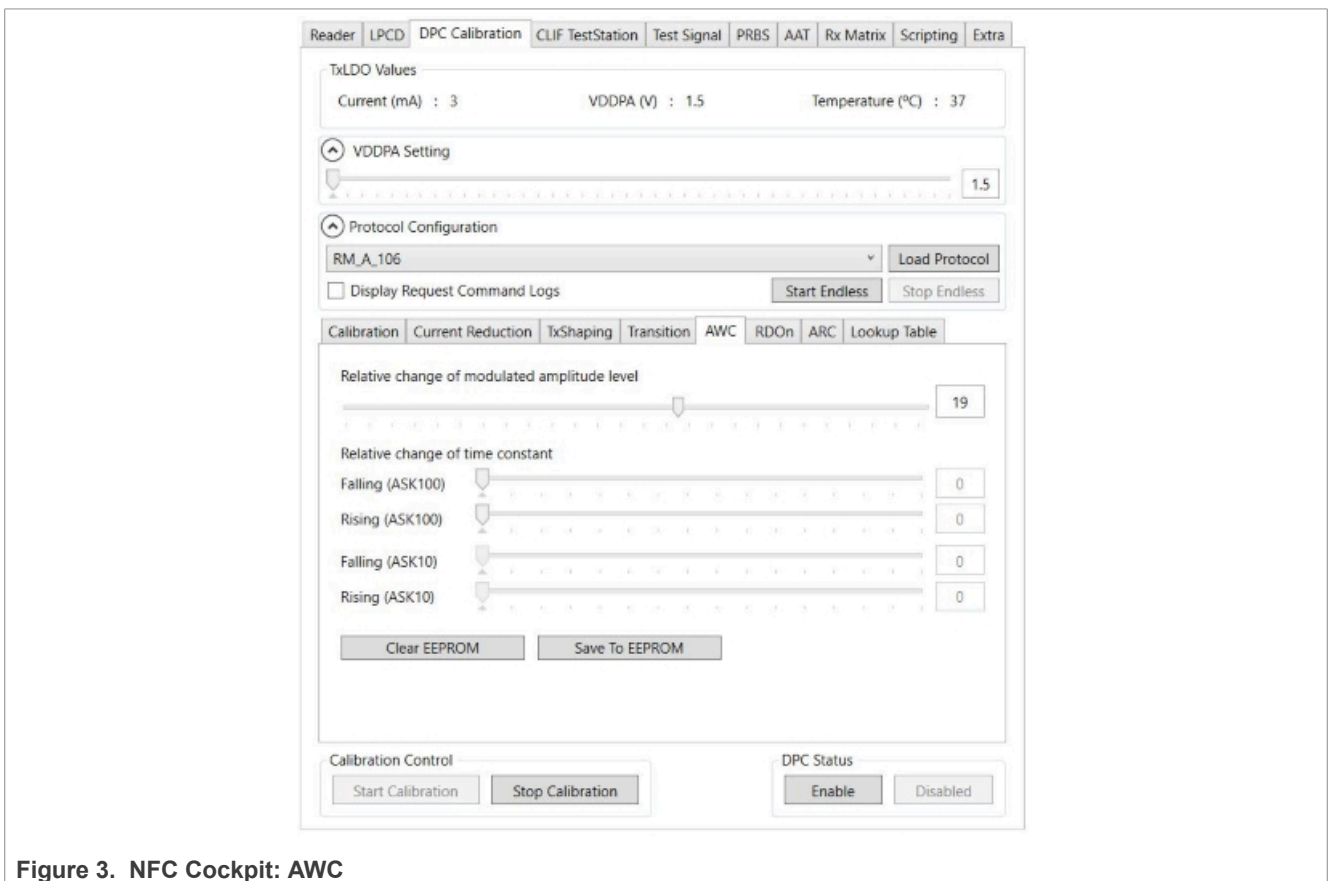 Reader LPCD DPC Calibration CLIF TestStation Test Signal PRBS AAT Rx Matrix Scripting Extra
TxLDO Values
Current (mA) : 3 VDDPA (V) : 1.5 Temperature (ºC) : 37
VDDPA Setting
1.5
Protocol Configuration
RM_A_106 Load Protocol
Display Request Command Logs Start Endless Stop Endless
Calibration Current Reduction TxShaping Transition AWC RDOn ARC Lookup Table
Relative change of modulated amplitude level
19
Relative change of time constant
Falling (ASK100) 0
Rising (ASK100) 0
Falling (ASK10) 0
Rising (ASK10) 0
Clear EEPROM Save To EEPROM
Calibration Control DPC Status
Start Calibration Stop Calibration Enable Disabled
Figure 3. NFC Cockpit: AWC